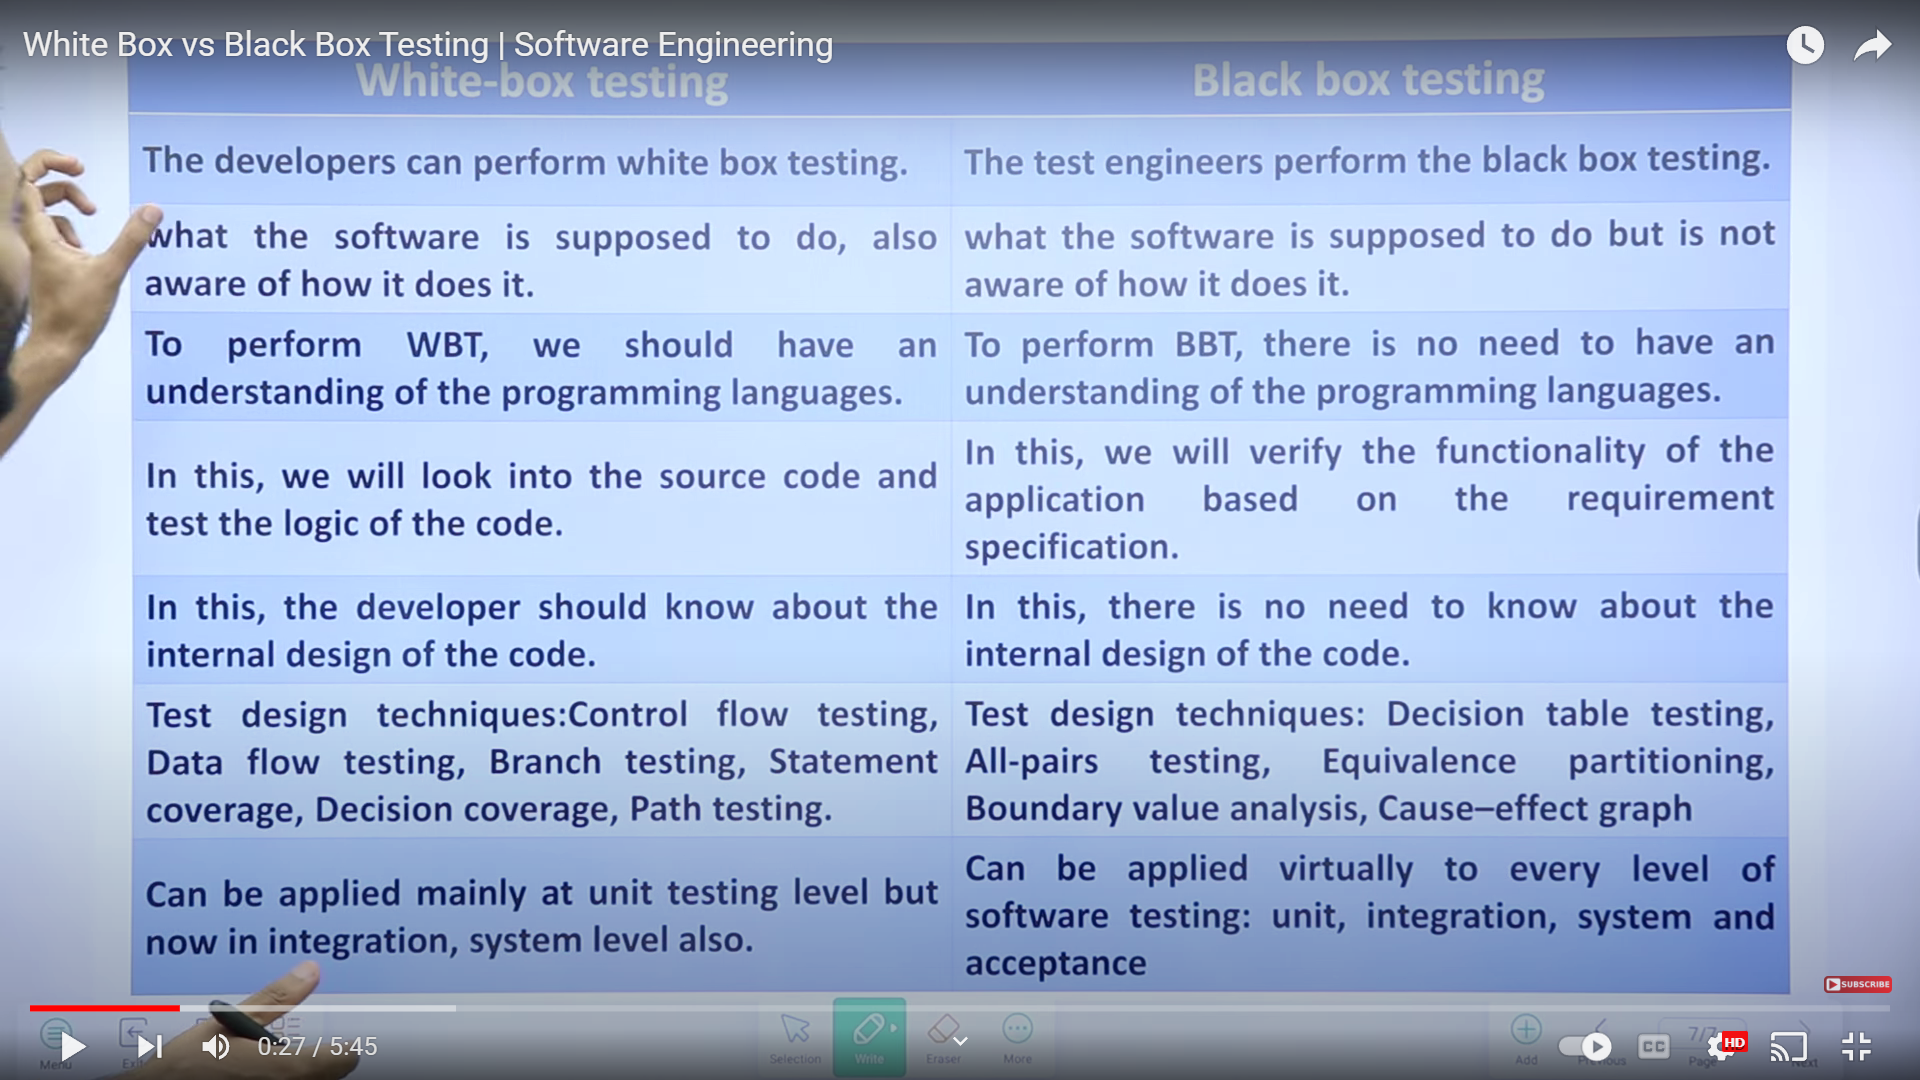 White Box vs Black Box Testing | Software Engineering
White-box testing
Black box testing
The developers can perform white box testing.
The test engineers perform the black box testing.
what the software is supposed to do, also
aware of how it does it.
what the software is supposed to do but is not
aware of how it does it.
To perform WBT, we should have an
understanding of the programming languages.
To perform BBT, there is no need to have an
understanding of the programming languages.
In this, we will look into the source code and
test the logic of the code.
In this, we will verify the functionality of the
application based on the requirement
specification.
In this, the developer should know about the
internal design of the code.
In this, there is no need to know about the
internal design of the code.
Test design techniques:Control flow testing,
Data flow testing, Branch testing, Statement
coverage, Decision coverage, Path testing.
Test design techniques: Decision table testing,
All-pairs testing, Equivalence partitioning,
Boundary value analysis, Cause–effect graph
Can be applied mainly at unit testing level but
now in integration, system level also.
Can be applied virtually to every level of
software testing: unit, integration, system and
acceptance
SUBSCRIBE
0:27 / 5:45
Menu
Selection
Write
Eraser
More
Add
CC
7/7
HD